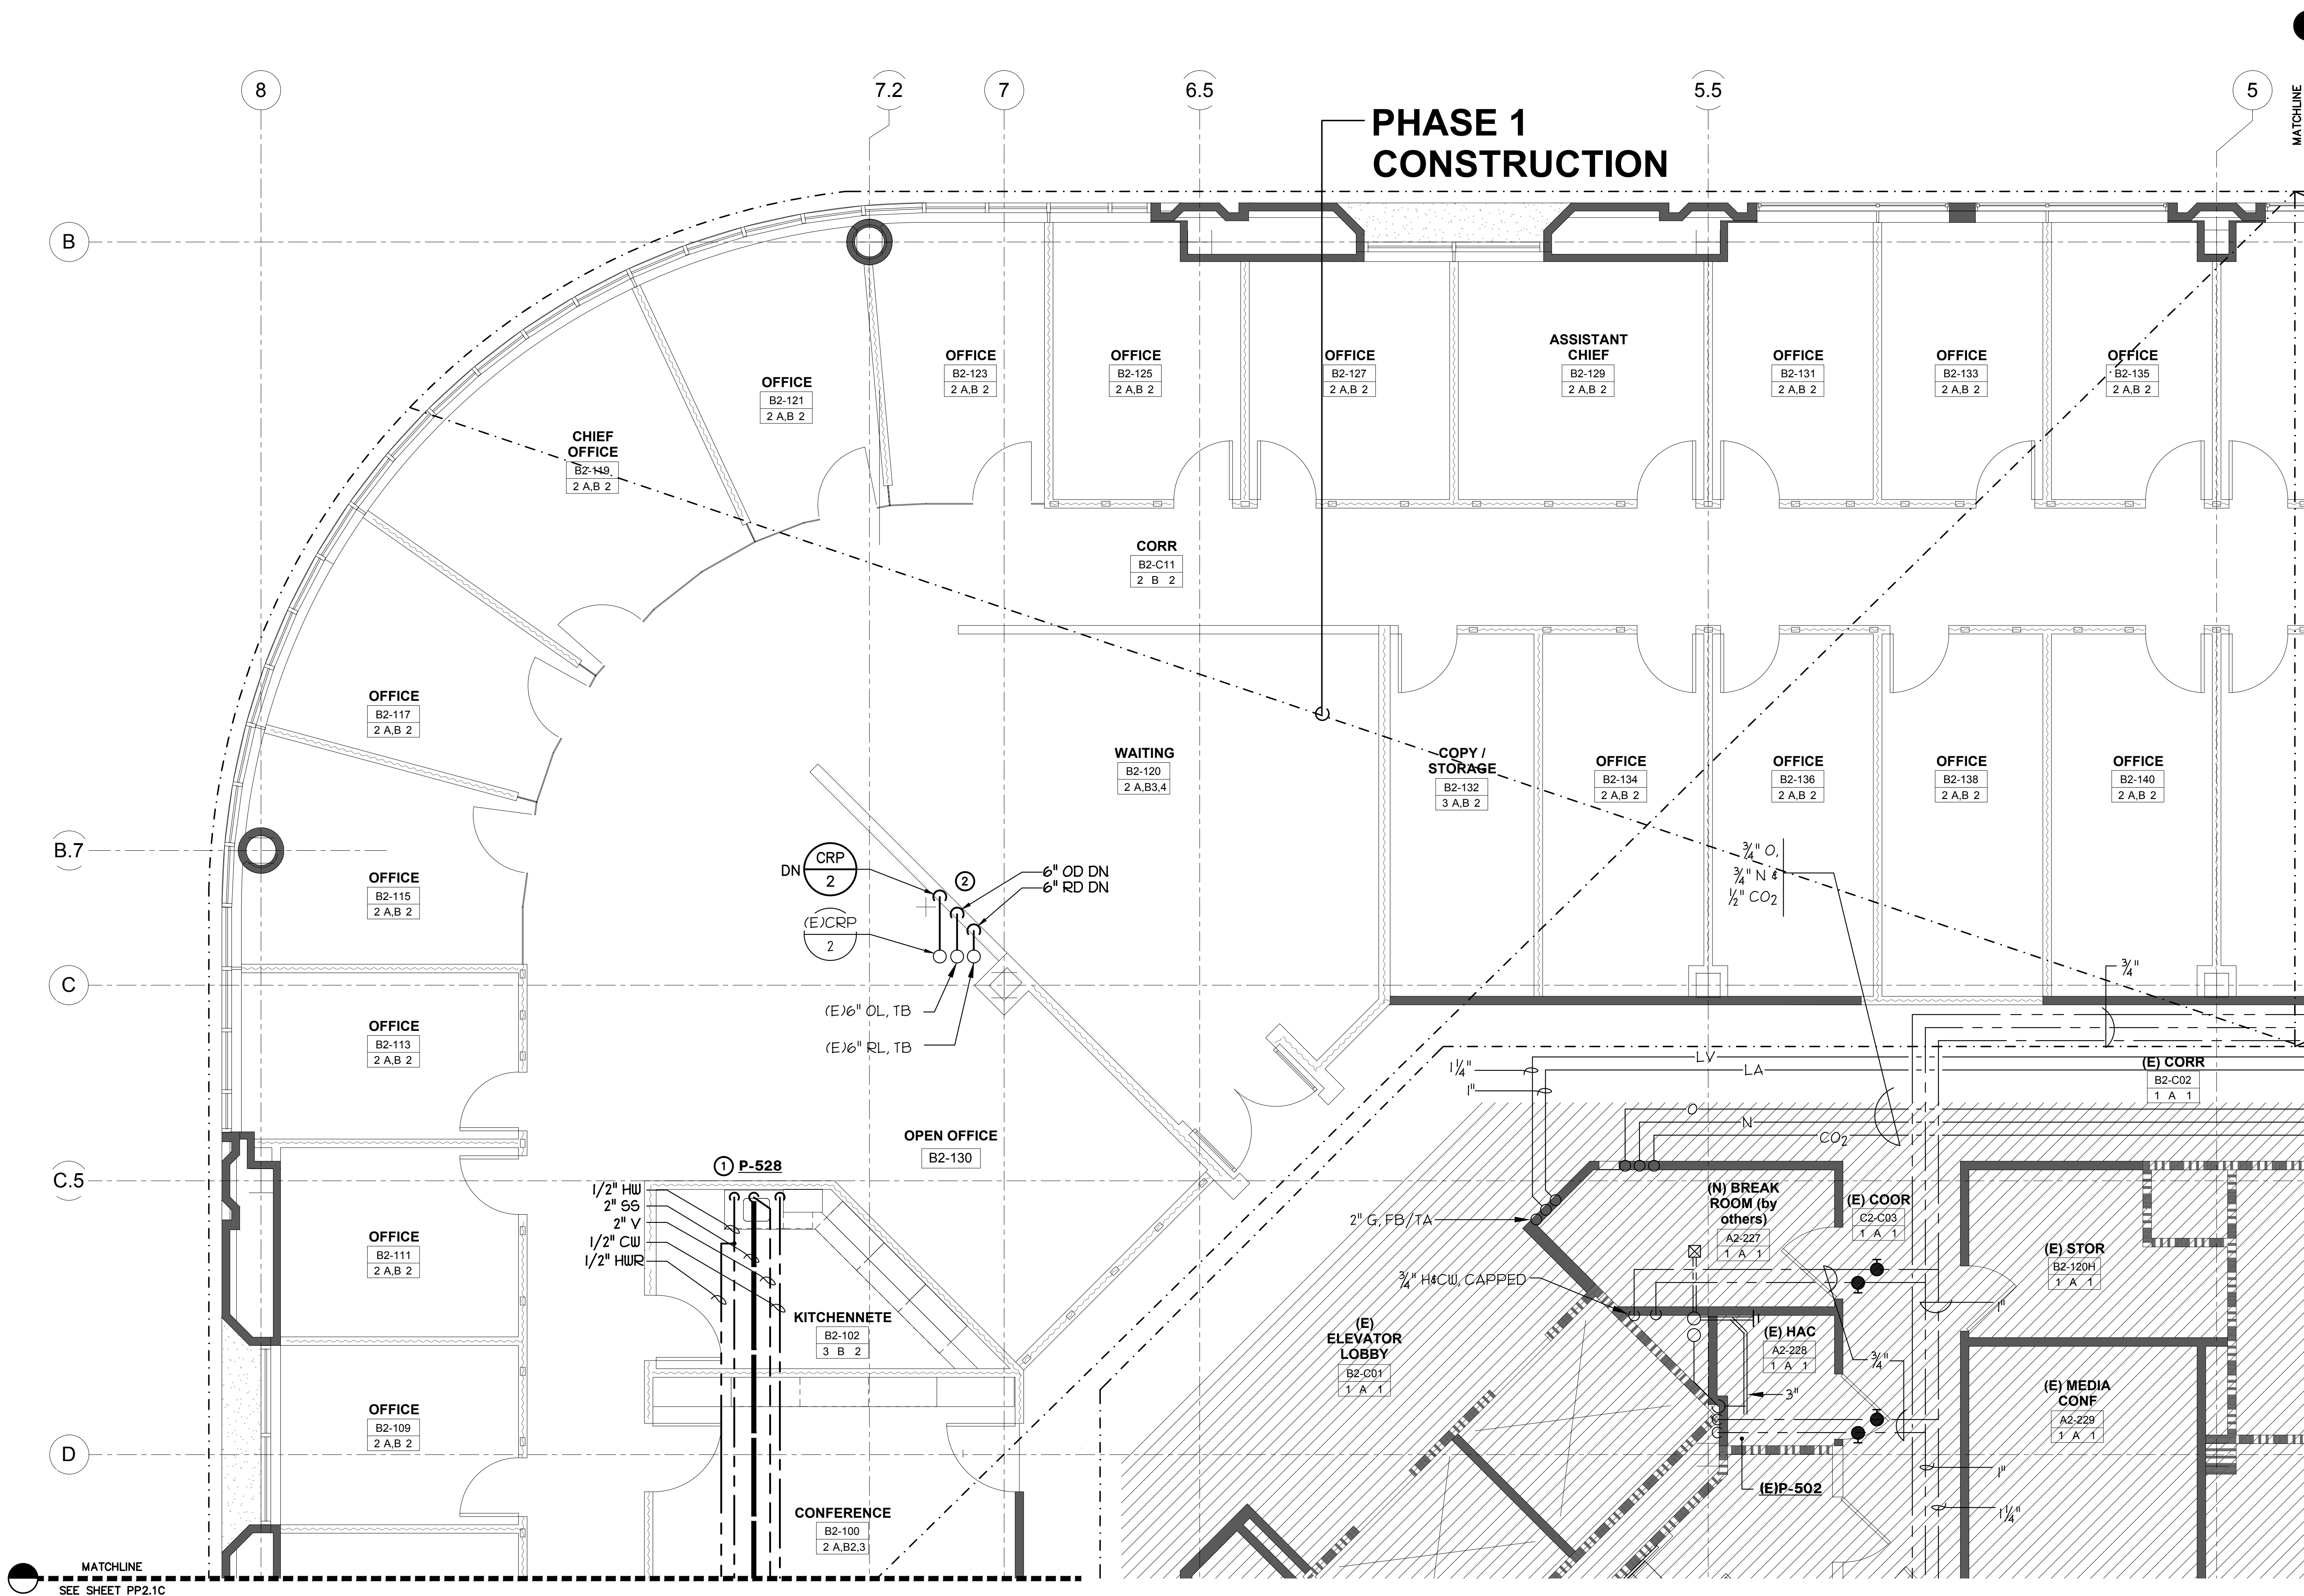 8
7.2
7
6.5
5.5
5
MATCHLINE
PHASE 1
CONSTRUCTION
B
ASSISTANT
CHIEF
B2-129
2 A,B 2
OFFICE
B2-123
2 A,B 2
OFFICE
B2-125
2 A,B 2
OFFICE
B2-127
2 A,B 2
OFFICE
B2-131
2 A,B 2
OFFICE
B2-133
2 A,B 2
OFFICE
B2-135
2 A,B 2
OFFICE
B2-121
2 A,B 2
CHIEF
OFFICE
B2-119
2 A,B 2
CORR
B2-C11
2 B 2
OFFICE
B2-117
2 A,B 2
WAITING
B2-120
2 A,B3,4
COPY /
STORAGE
B2-132
3 A,B 2
OFFICE
B2-134
2 A,B 2
OFFICE
B2-136
2 A,B 2
OFFICE
B2-138
2 A,B 2
OFFICE
B2-140
2 A,B 2
B.7
3/4" O,
3/4" N &
1/2" CO2
OFFICE
B2-115
2 A,B 2
DN
CRP
2
2
6" OD DN
6" RD DN
(E)CRP
2
(E)6" OL, TB
(E)6" RL, TB
C
3/4"
OFFICE
B2-113
2 A,B 2
1 1/4"
1"
LV
LA
(E) CORR
B2-C02
1 A 1
O
N
CO2
OPEN OFFICE
B2-130
C.5
1 P-528
1/2" HW
2" SS
2" V
1/2" CW
1/2" HWR
2" G, FB/TA
(N) BREAK
ROOM (by
others)
A2-227
1 A 1
(E) COOR
C2-C03
1 A 1
OFFICE
B2-111
2 A,B 2
(E) STOR
B2-120H
1 A 1
3/4" H&CW, CAPPED
1"
KITCHENNETE
B2-102
3 B 2
(E)
ELEVATOR
LOBBY
B2-C01
1 A 1
(E) HAC
A2-228
1 A 1
3/4"
3"
(E) MEDIA
CONF
A2-229
1 A 1
OFFICE
B2-109
2 A,B 2
D
1"
(E)P-502
1 1/4"
CONFERENCE
B2-100
2 A,B2,3
MATCHLINE
SEE SHEET PP2.1C